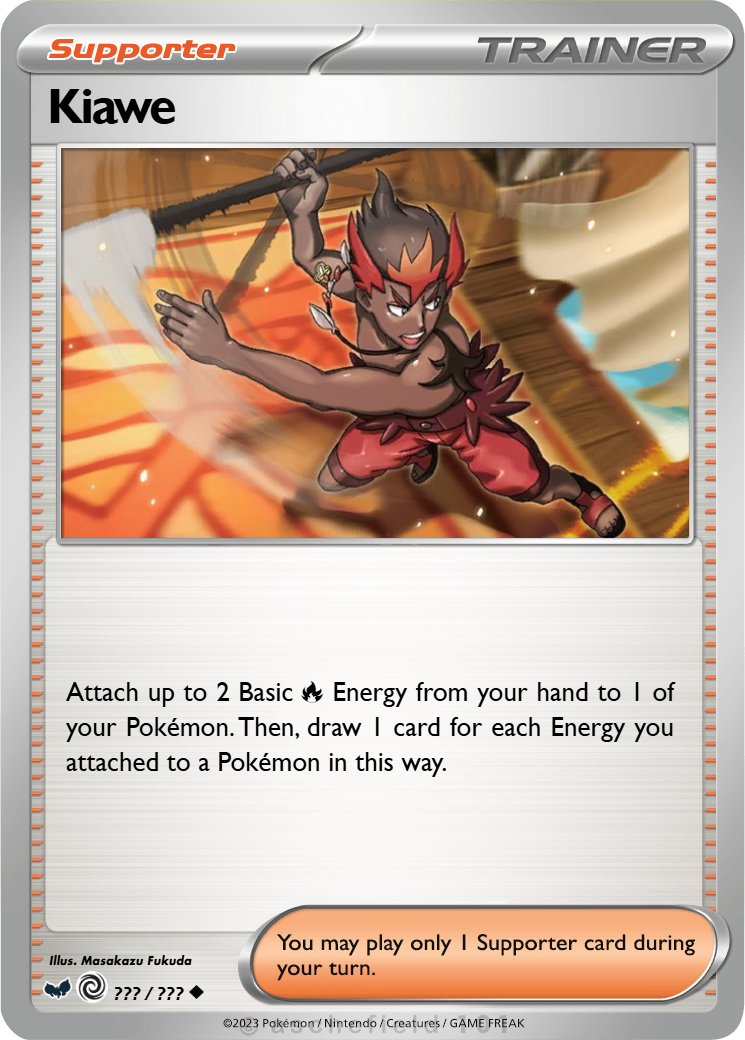 Supporter
TRAINER
Kiawe
Attach up to 2 Basic Energy from your hand to 1 of
your Pokémon. Then, draw 1 card for each Energy you
attached to a Pokémon in this way.
You may play only 1 Supporter card during
your turn.
Illus. Masakazu Fukuda
??? / ???
©2023 Pokémon / Nintendo / Creatures / GAME FREAK